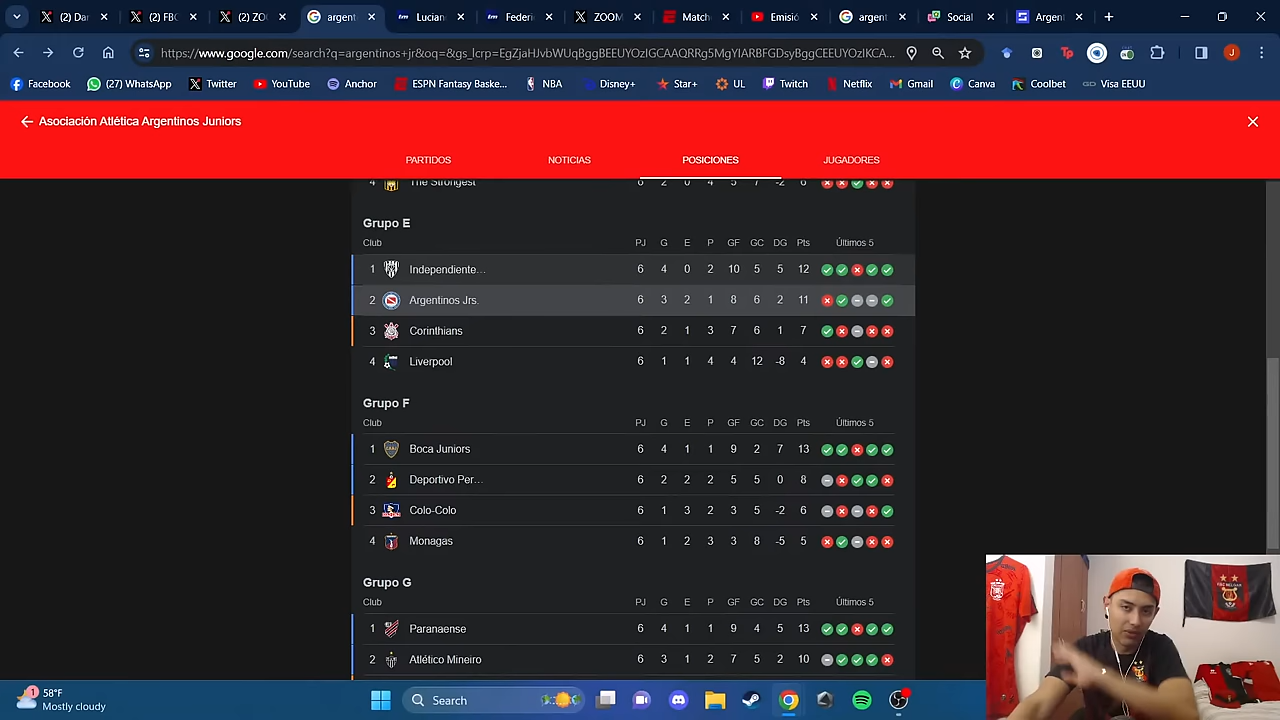 (X) Dar
(X) FBC
(X) ZO
argent
Lucian
Federi
ZOOM
Match
Emisió
argent
Social
Argen
https://www.google.com/search?q=argentinos+jr&oq=&gs_lcrp=EgZjaHJvbWUqBggBEEUYOzIGCAAQRRg5MgYIARBFGDsyBggCEEUYOzIKCA...
Facebook
(27) WhatsApp
Twitter
YouTube
Anchor
ESPN Fantasy Baske...
NBA
Disney+
Star+
UL
Twitch
Netflix
Gmail
Canva
Coolbet
Visa EEUU
Asociación Atlética Argentinos Juniors
PARTIDOS NOTICIAS POSICIONES JUGADORES
4 The Strongest 6 2 0 4 5 7 -2 6
Grupo E
Club PJ G E P GF GC DG Pts Últimos 5
1 Independiente... 6 4 0 2 10 5 5 12
2 Argentinos Jrs. 6 3 2 1 8 6 2 11
3 Corinthians 6 2 1 3 7 6 1 7
4 Liverpool 6 1 1 4 4 12 -8 4
Grupo F
Club PJ G E P GF GC DG Pts Últimos 5
1 Boca Juniors 6 4 1 1 9 2 7 13
2 Deportivo Per... 6 2 2 2 5 5 0 8
3 Colo-Colo 6 1 3 2 3 5 -2 6
4 Monagas 6 1 2 3 3 8 -5 5
Grupo G
Club PJ G E P GF GC DG Pts Últimos 5
1 Paranaense 6 4 1 1 9 4 5 13
2 Atlético Mineiro 6 3 1 2 7 5 2 10
FBC MELGAR
1
58°F
Mostly cloudy
Search